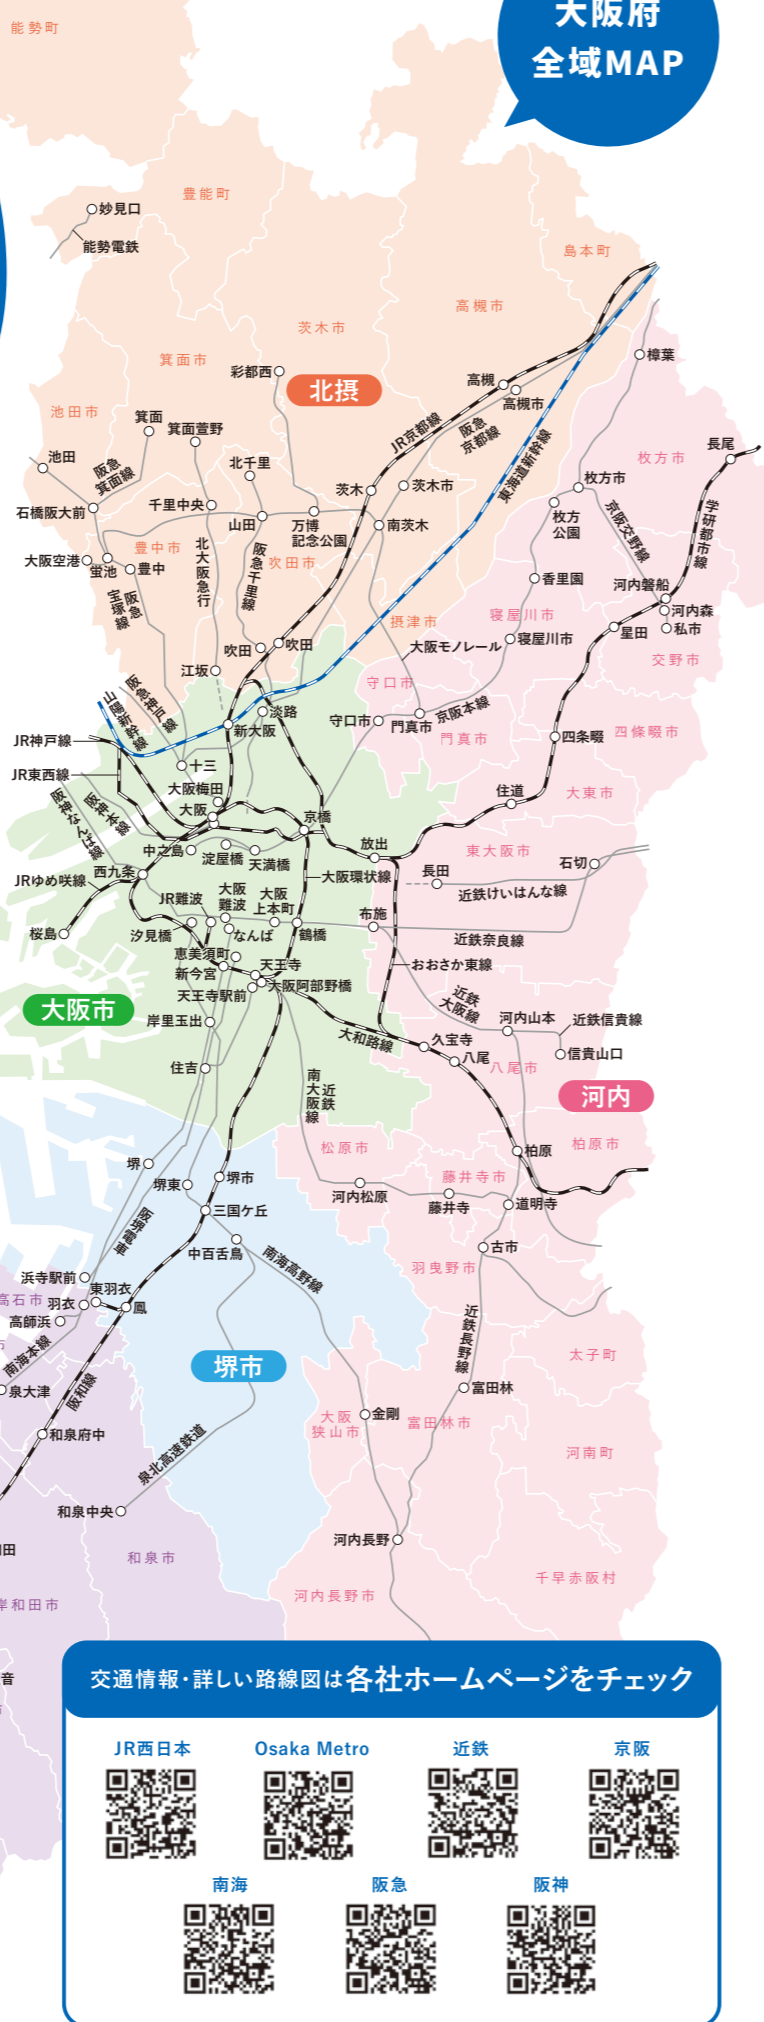 大阪府
全域MAP
能勢町
豊能町
妙見口
能勢電鉄
島本町
高槻市
茨木市
箕面市
彩都西
北摂
高槻
高槻市
樟葉
池田市
箕面
箕面萱野
JR京都線
阪急
京都線
東海道新幹線
枚方市
長尾
池田
阪急
箕面線
北千里
茨木
茨木市
枚方市
石橋阪大前
千里中央
山田
万博
記念公園
南茨木
枚方
公園
京阪交野線
学研都市線
豊中市
大阪空港
蛍池
豊中
北大阪急行
阪急千里線
吹田市
香里園
河内磐船
河内森
私市
阪急
宝塚線
摂津市
寝屋川市
星田
吹田
吹田
大阪モノレール
寝屋川市
交野市
江坂
守口市
山陽新幹線
阪急神戸線
淡路
新大阪
守口市
門真市
京阪本線
門真市
四条畷
四條畷市
JR神戸線
JR東西線
十三
大阪梅田
大阪
住道
大東市
阪神なんば線
阪神本線
京橋
中之島
淀屋橋
天満橋
放出
東大阪市
石切
西九条
JRゆめ咲線
大阪環状線
長田
近鉄けいはんな線
JR難波
大阪
難波
大阪
上本町
布施
桜島
汐見橋
なんば
鶴橋
近鉄奈良線
恵美須町
新今宮
天王寺
天王寺駅前
大阪阿部野橋
おおさか東線
大阪市
岸里玉出
近鉄
大阪線
河内山本
近鉄信貴線
大和路線
久宝寺
信貴山口
八尾
八尾市
住吉
近鉄
南大阪線
河内
松原市
柏原
柏原市
堺
堺東
堺市
河内松原
藤井寺市
藤井寺
道明寺
三国ケ丘
阪堺電車
中百舌鳥
南海高野線
古市
羽曳野市
浜寺駅前
高石市
羽衣
東羽衣
鳳
高師浜
近鉄長野線
南海本線
堺市
太子町
泉大津
阪和線
富田林
大阪
狭山市
金剛
富田林市
和泉府中
泉北高速鉄道
河南町
和泉中央
河内長野
和泉市
千早赤阪村
河内長野市
岸和田市
交通情報・詳しい路線図は各社ホームページをチェック
JR西日本
Osaka Metro
近鉄
京阪
南海
阪急
阪神